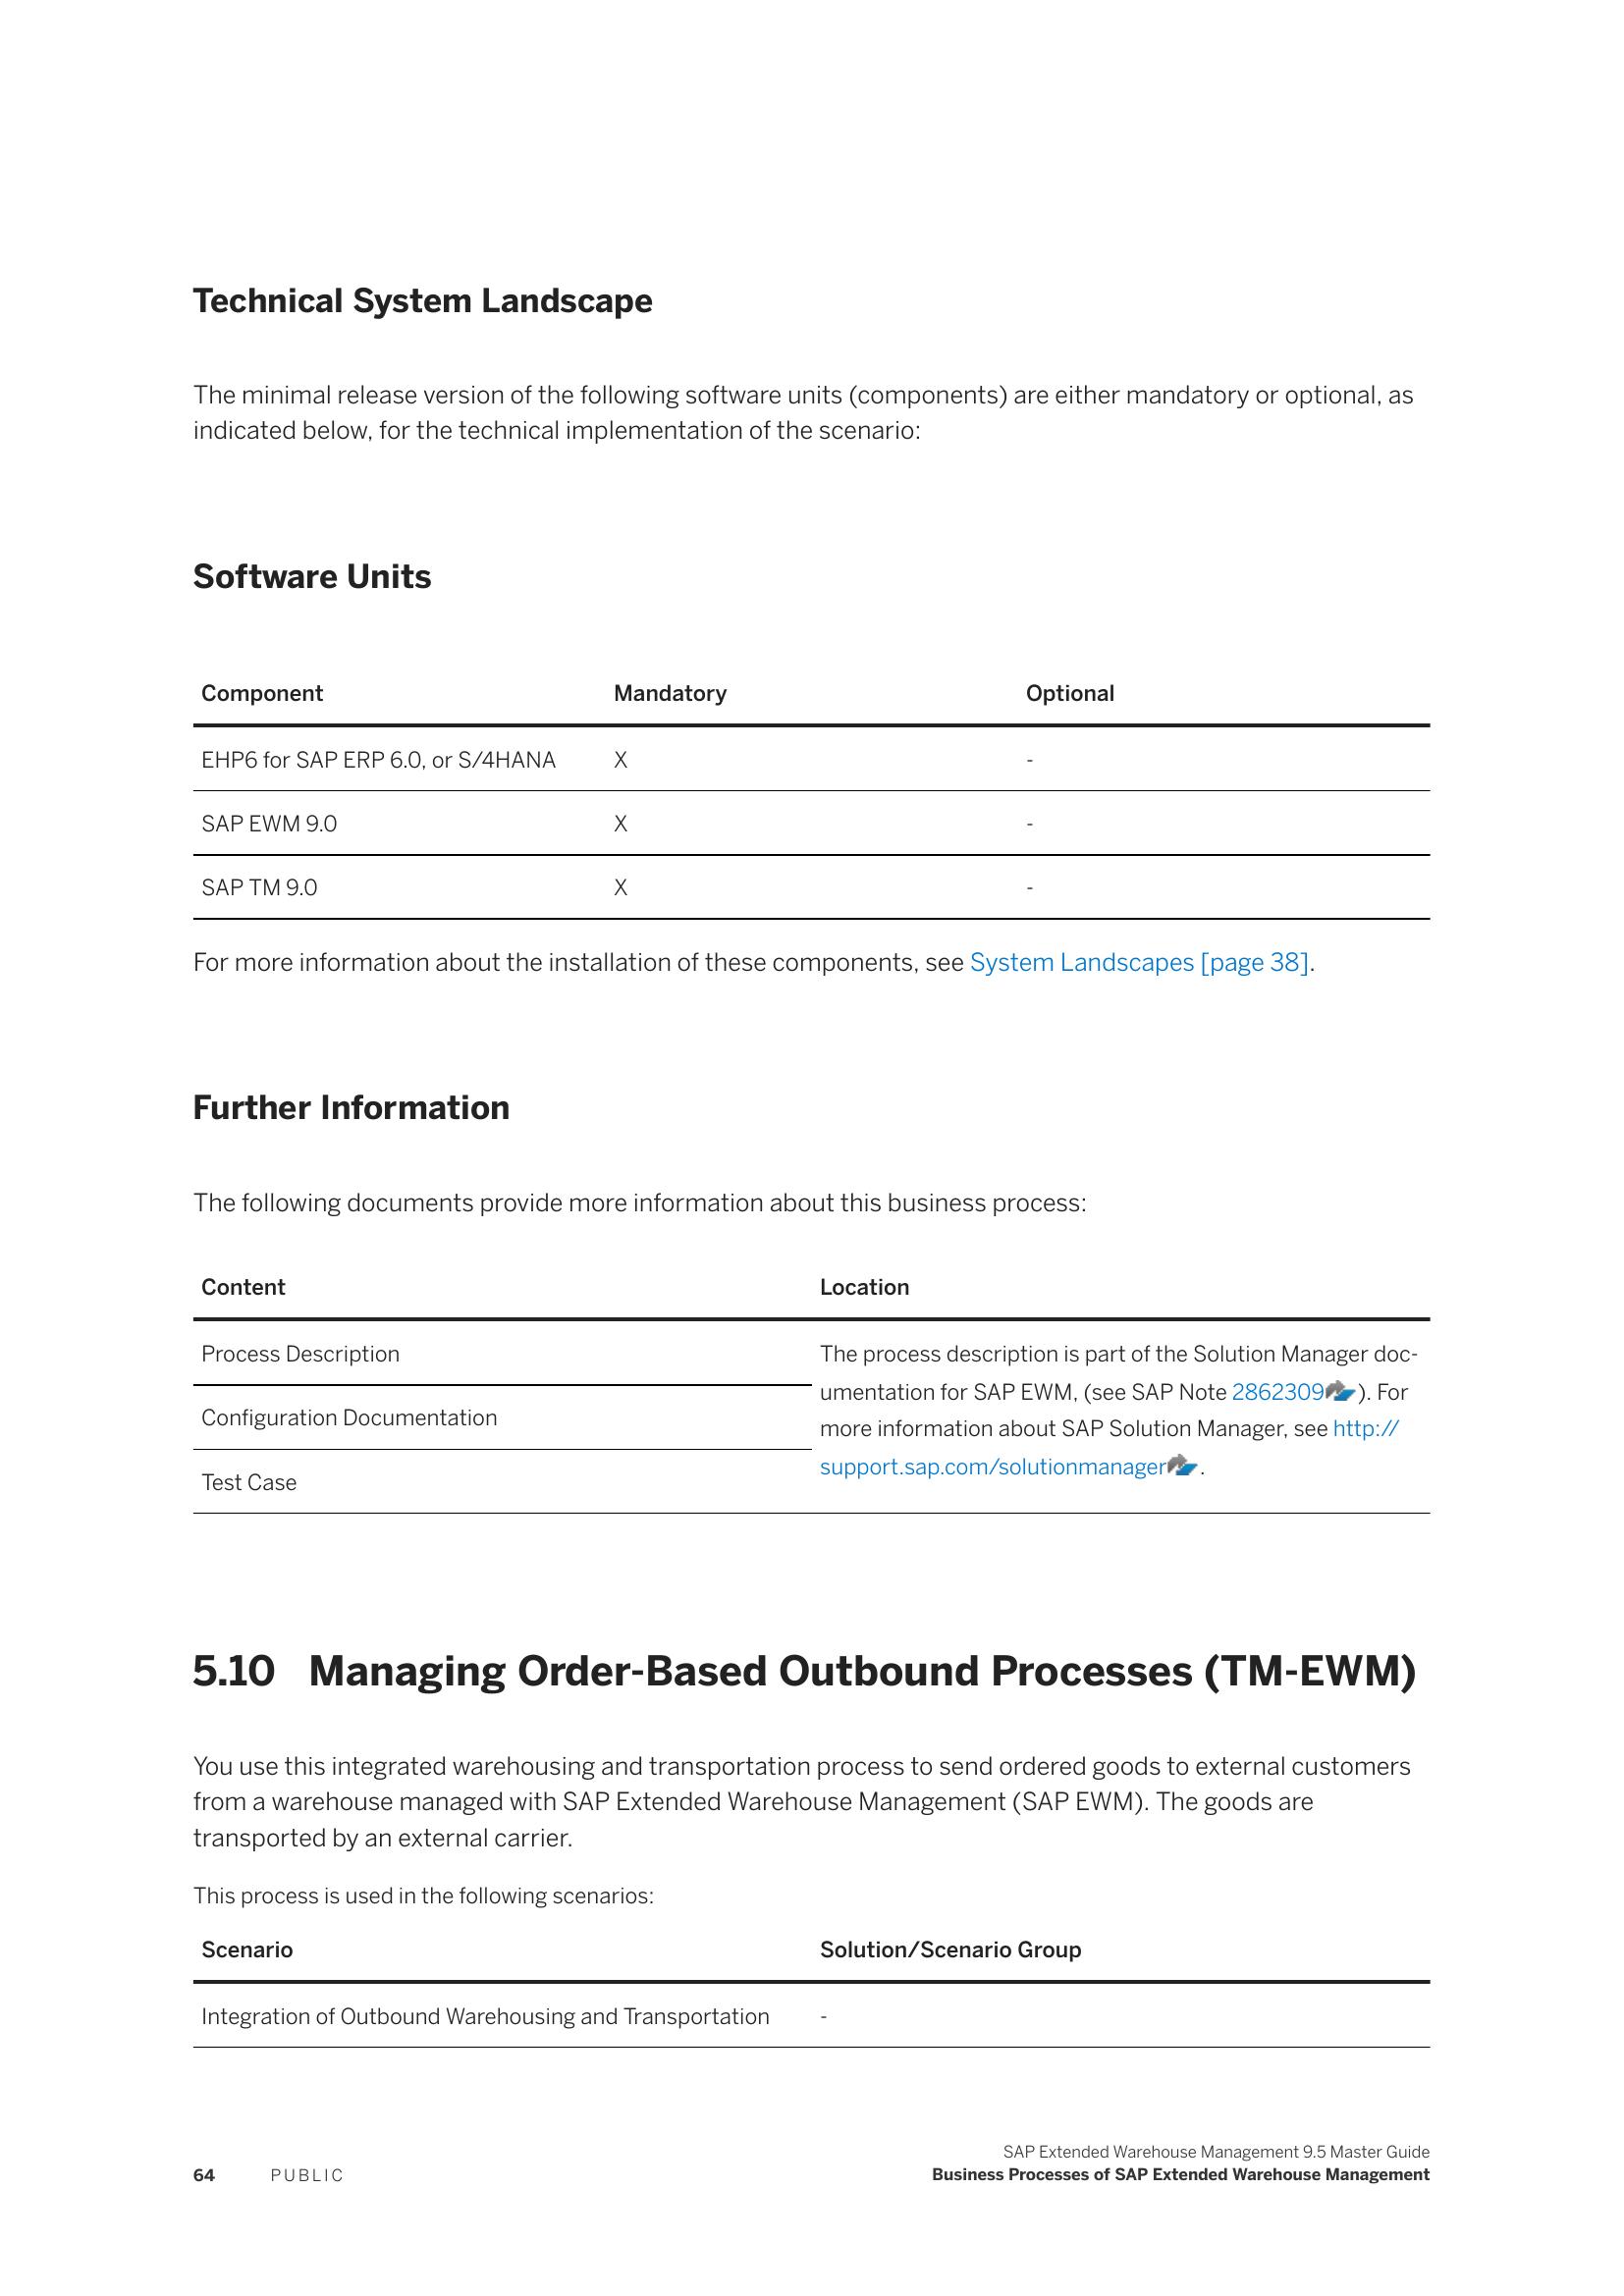 Technical System Landscape
The minimal release version of the following software units (components) are either mandatory or optional, as
indicated below, for the technical implementation of the scenario:
Software Units
Component Mandatory Optional
EHP6 for SAP ERP 6.0, or S/4HANA X -
SAP EWM 9.0 X -
SAP TM 9.0 X -
For more information about the installation of these components, see System Landscapes [page 38].
Further Information
The following documents provide more information about this business process:
Content Location
Process Description
Configuration Documentation
Test Case
The process description is part of the Solution Manager doc-
umentation for SAP EWM, (see SAP Note 2862309). For
more information about SAP Solution Manager, see http://
support.sap.com/solutionmanager.
5.10 Managing Order-Based Outbound Processes (TM-EWM)
You use this integrated warehousing and transportation process to send ordered goods to external customers
from a warehouse managed with SAP Extended Warehouse Management (SAP EWM). The goods are
transported by an external carrier.
This process is used in the following scenarios:
Scenario Solution/Scenario Group
Integration of Outbound Warehousing and Transportation -
SAP Extended Warehouse Management 9.5 Master Guide
64 PUBLIC Business Processes of SAP Extended Warehouse Management